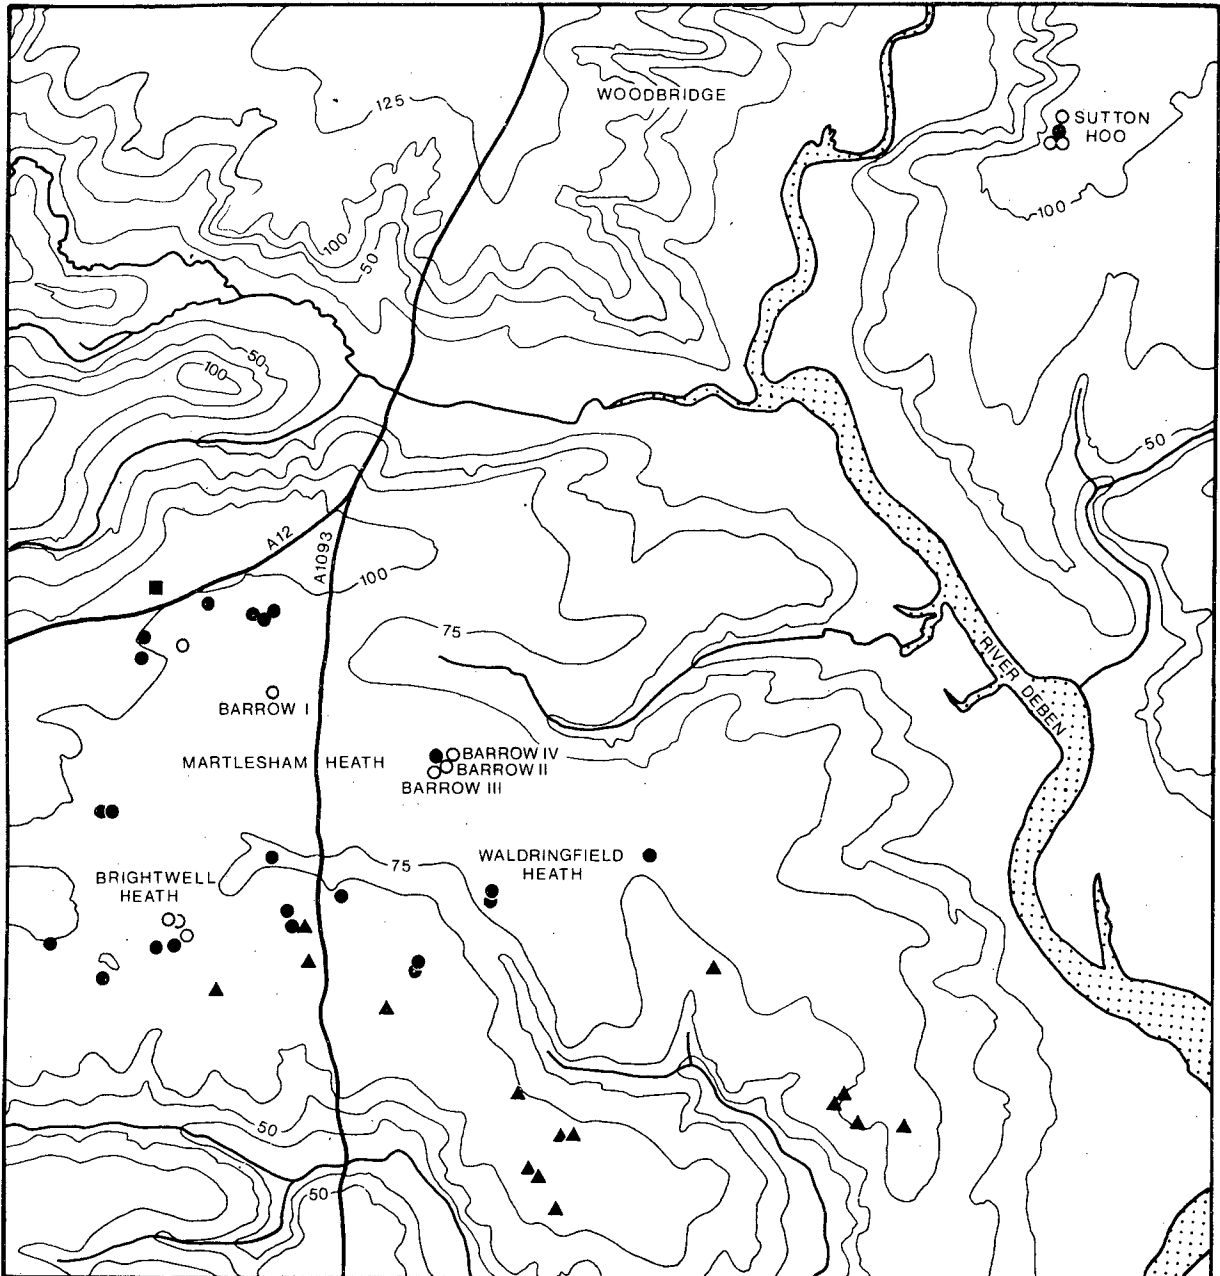 WOODBRIDGE
125
SUTTON
HOO
100
100
50
50
100
50
A12
A1093
100
75
RIVER DEBEN
BARROW I
MARTLESHAM HEATH
BARROW IV
BARROW II
BARROW III
75
WALDRINGFIELD
HEATH
BRIGHTWELL
HEATH
50
50